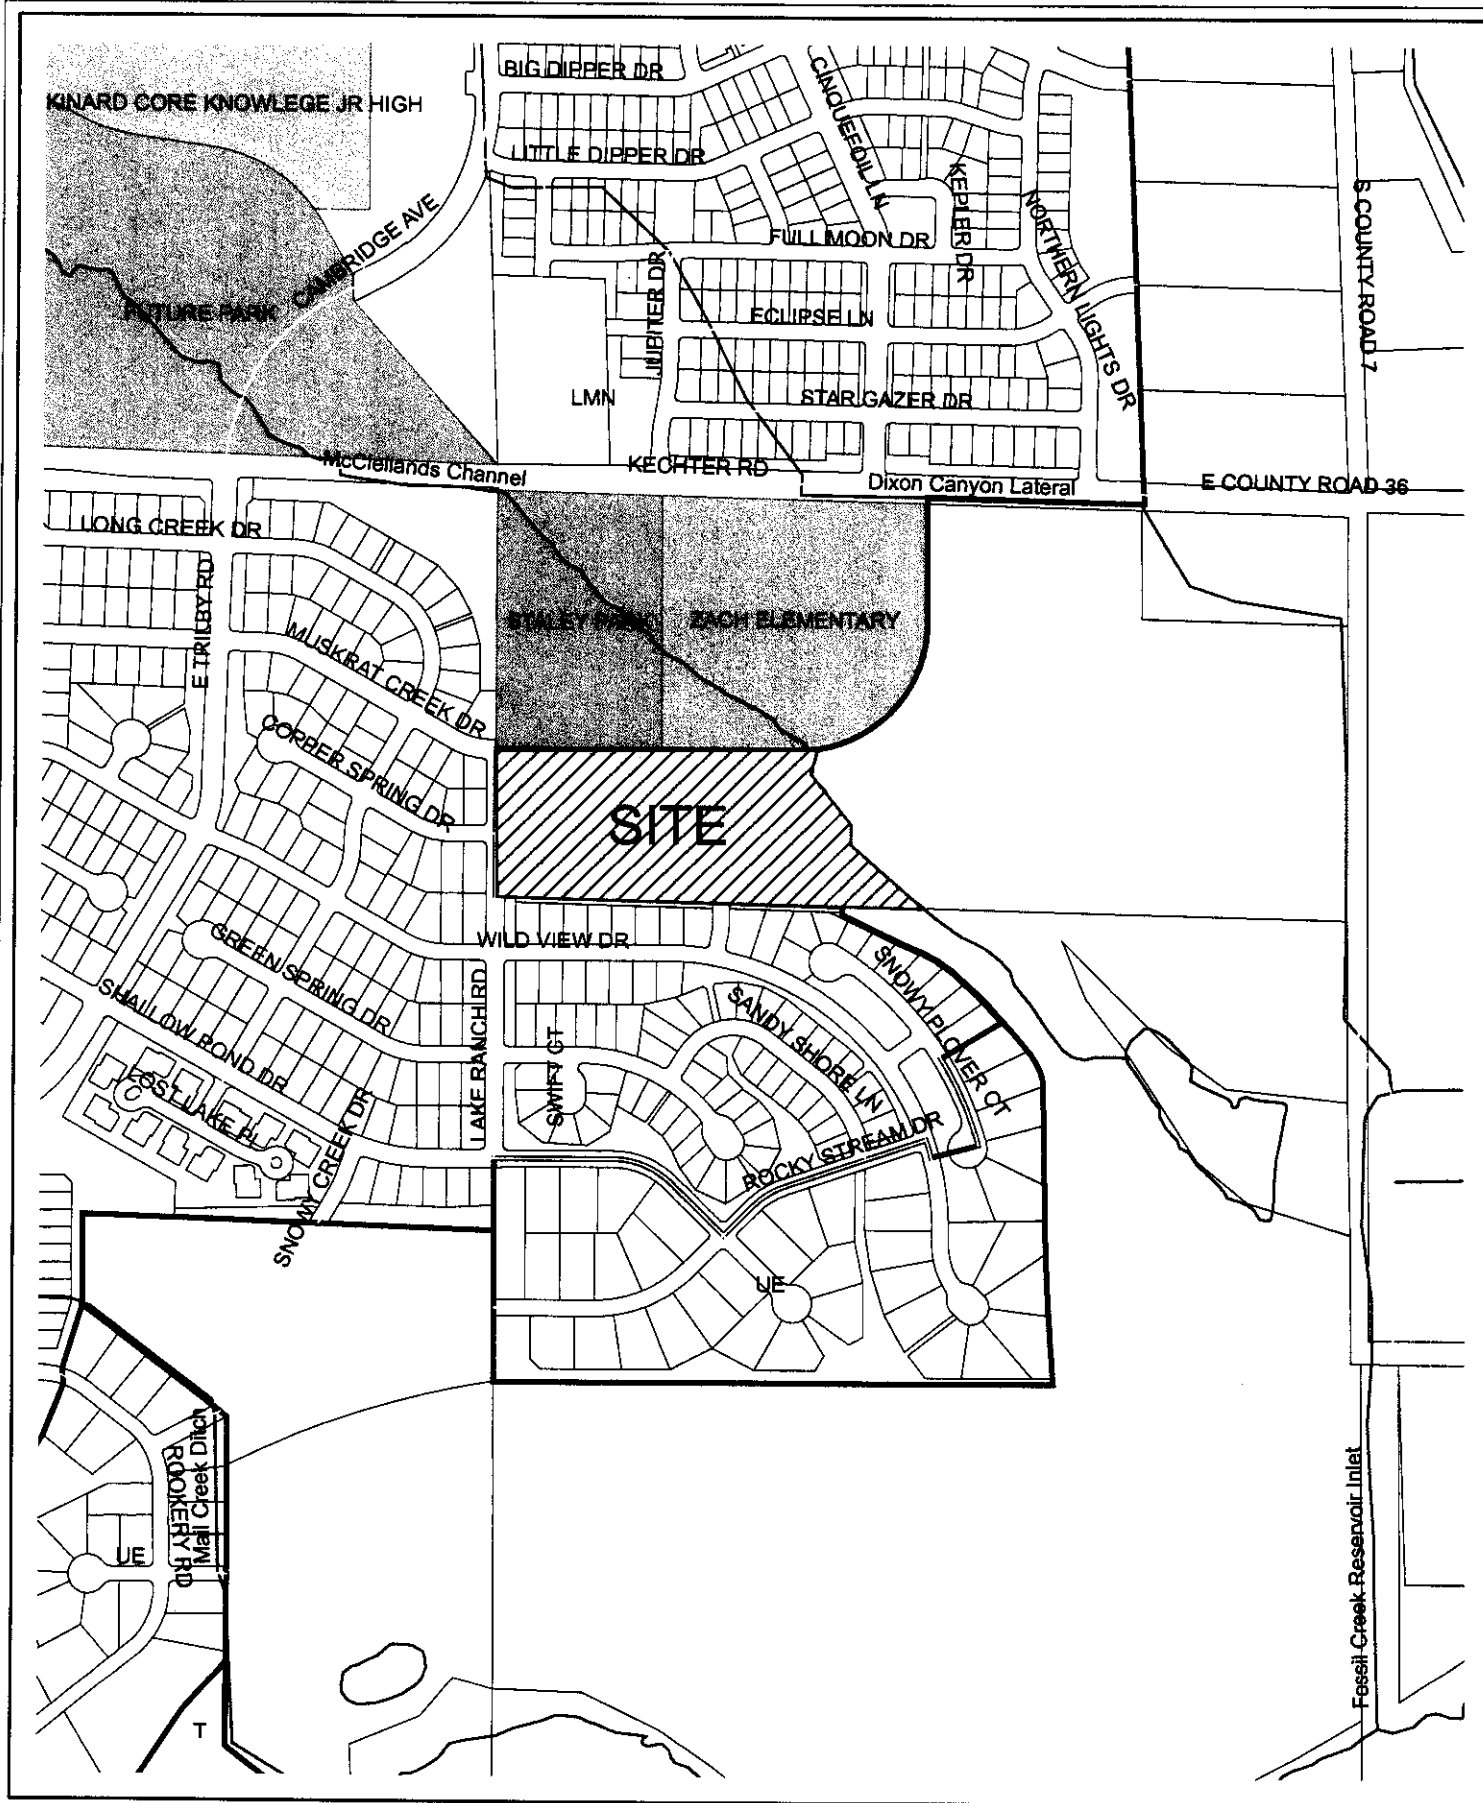 BIG DIPPER DR
KINARD CORE KNOWLEGE JR HIGH
CINQUEFOIL LN
LITTLE DIPPER DR
KEPLER DR
NORTHERN LIGHTS DR
S COUNTY ROAD 7
CAMBRIDGE AVE
FULL MOON DR
FUTURE PARK
JUPITER DR
ECLIPSE LN
LMN
STAR GAZER DR
McClellands Channel
KECHTER RD
Dixon Canyon Lateral
E COUNTY ROAD 36
LONG CREEK DR
E TRILBY RD
STALEY PARK
ZACH ELEMENTARY
MUSKRAT CREEK DR
COPPER SPRING DR
SITE
WILD VIEW DR
GREEN SPRING DR
SNOWY PLOVER CT
SHALLOW POND DR
LAKE RANCH RD
SWIFT CT
SANDY SHORE LN
LOST LAKE PL
SNOWY CREEK DR
ROCKY STREAM DR
UE
Mail Creek Ditch
ROOKERY RD
UE
Fossil Creek Reservoir Inlet
T